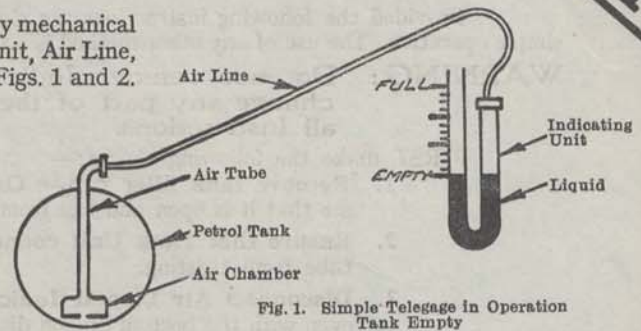 y mechanical
nit, Air Line,
Figs. 1 and 2.
Air Line
FULL
EMPTY
Indicating
Unit
Liquid
Air Tube
Petrol Tank
Air Chamber
Fig. 1. Simple Telegage in Operation
Tank Empty